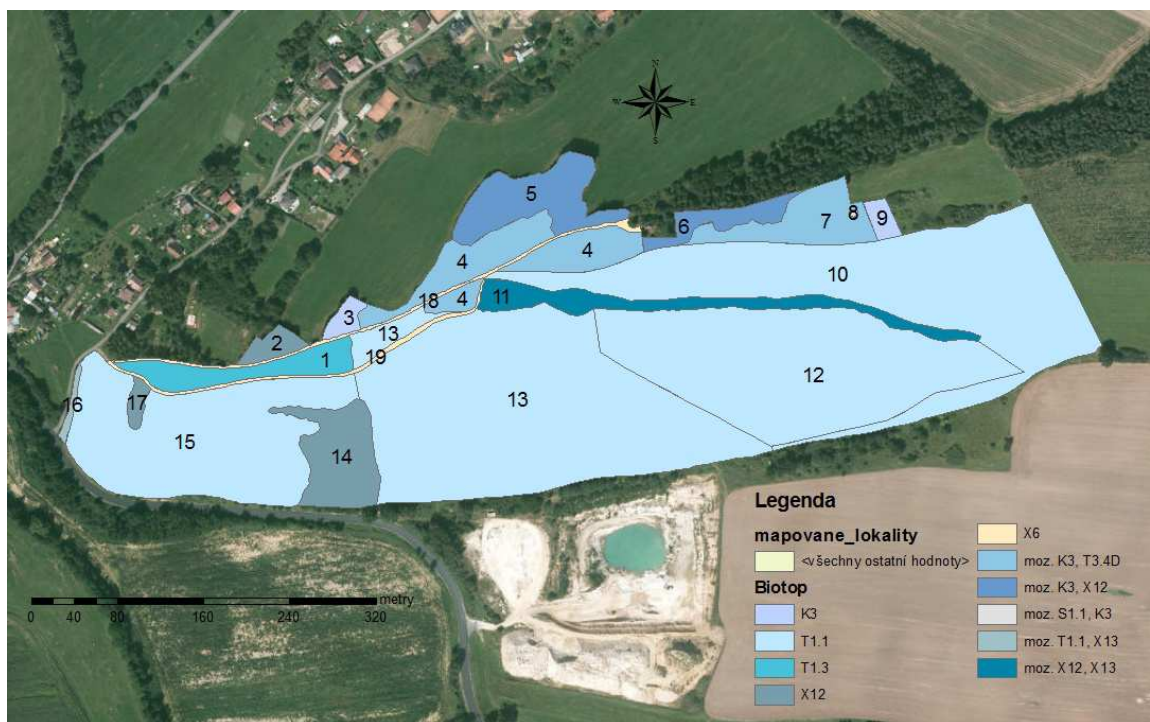 N
W E
S
5
6
7
8
9
4
4
10
18
4
11
3
13
2
19
1
12
16
17
13
15
14
Legenda
mapovane_lokality
<všechny ostatní hodnoty>
Biotop
K3
T1.1
T1.3
X12
X6
moz. K3, T3.4D
moz. K3, X12
moz. S1.1, K3
moz. T1.1, X13
moz. X12, X13
metry
0 40 80 160 240 320